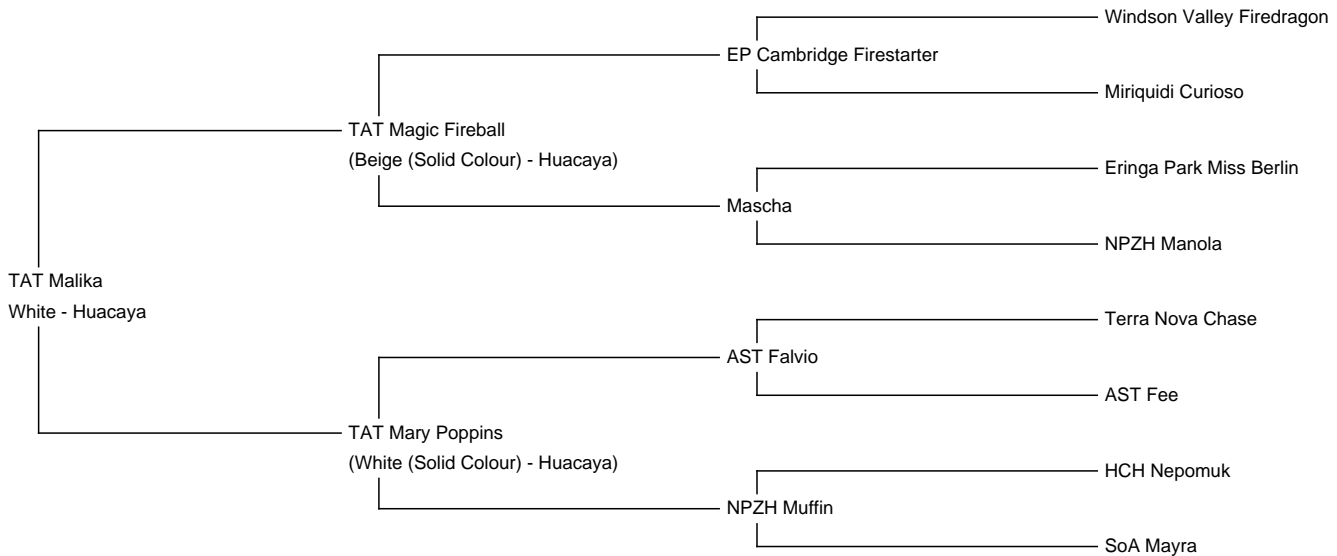 Windson Valley Firedragon
EP Cambridge Firestarter
Miriquidi Curioso
TAT Magic Fireball
(Beige (Solid Colour) - Huacaya)
Eringa Park Miss Berlin
Mascha
NPZH Manola
TAT Malika
White - Huacaya
Terra Nova Chase
AST Falvio
AST Fee
TAT Mary Poppins
(White (Solid Colour) - Huacaya)
HCH Nepomuk
NPZH Muffin
SoA Mayra